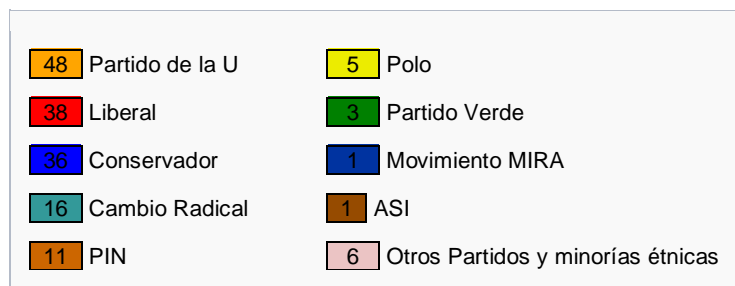 48 Partido de la U
38 Liberal
36 Conservador
16 Cambio Radical
11 PIN
5 Polo
3 Partido Verde
1 Movimiento MIRA
1 ASI
6 Otros Partidos y minorías étnicas